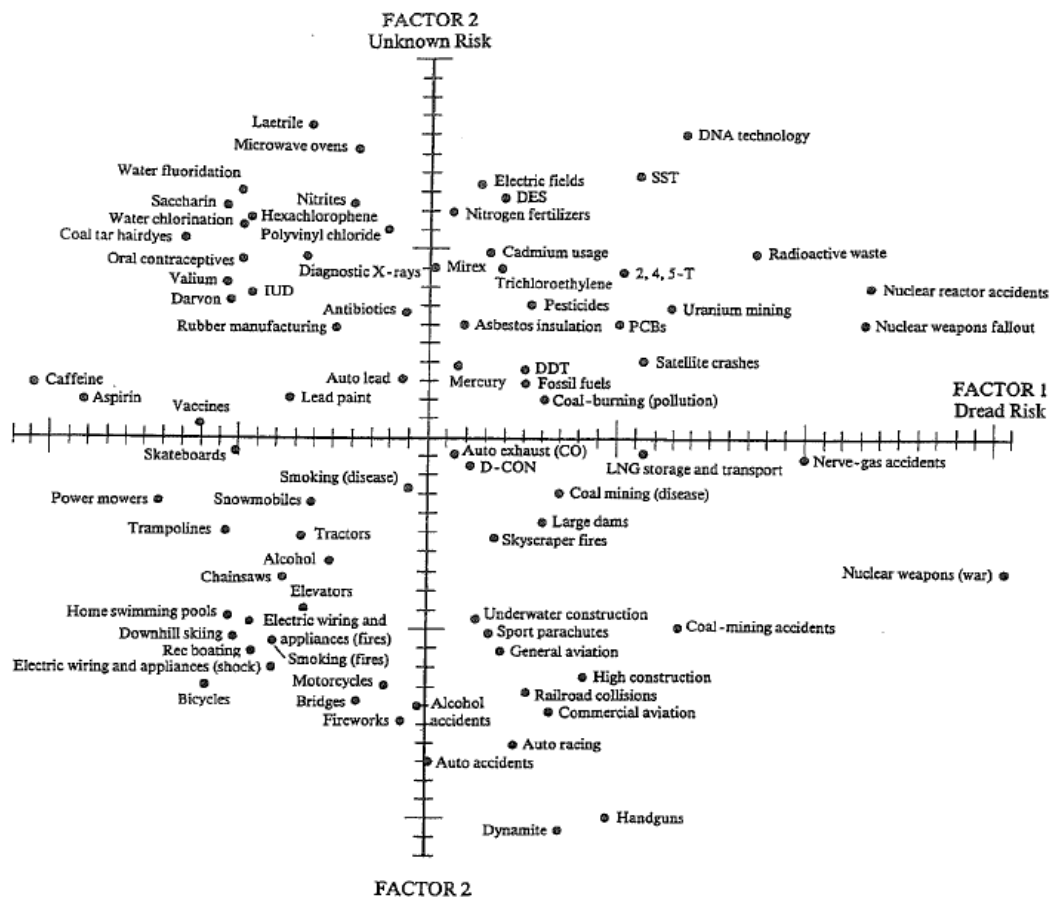 FACTOR 2
Unknown Risk
Laetrile
DNA technology
Microwave ovens
Water fluoridation
Electric fields
SST
DES
Saccharin
Nitrites
Hexachlorophene
Nitrogen fertilizers
Water chlorination
Polyvinyl chloride
Coal tar hairdyes
Cadmium usage
Radioactive waste
Oral contraceptives
Diagnostic X-rays
Mirex
2, 4, 5-T
Trichloroethylene
Valium
IUD
Nuclear reactor accidents
Darvon
Antibiotics
Pesticides
Uranium mining
Rubber manufacturing
Asbestos insulation
PCBs
Nuclear weapons fallout
Satellite crashes
DDT
Caffeine
Auto lead
Mercury
Fossil fuels
FACTOR 1
Dread Risk
Aspirin
Lead paint
Coal-burning (pollution)
Vaccines
Skateboards
Auto exhaust (CO)
D-CON
LNG storage and transport
Nerve-gas accidents
Smoking (disease)
Power mowers
Snowmobiles
Coal mining (disease)
Trampolines
Tractors
Large dams
Skyscraper fires
Alcohol
Chainsaws
Nuclear weapons (war)
Elevators
Home swimming pools
Electric wiring and
appliances (fires)
Underwater construction
Downhill skiing
Sport parachutes
Coal-mining accidents
Rec boating
Smoking (fires)
General aviation
Electric wiring and appliances (shock)
Motorcycles
High construction
Bicycles
Bridges
Alcohol
accidents
Railroad collisions
Fireworks
Commercial aviation
Auto racing
Auto accidents
Handguns
Dynamite
FACTOR 2